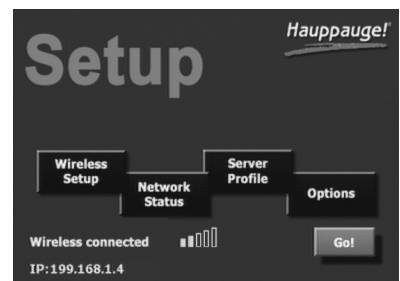 Hauppauge!
Setup
Wireless
Setup
Network
Status
Server
Profile
Options
Wireless connected
Go!
IP:199.168.1.4